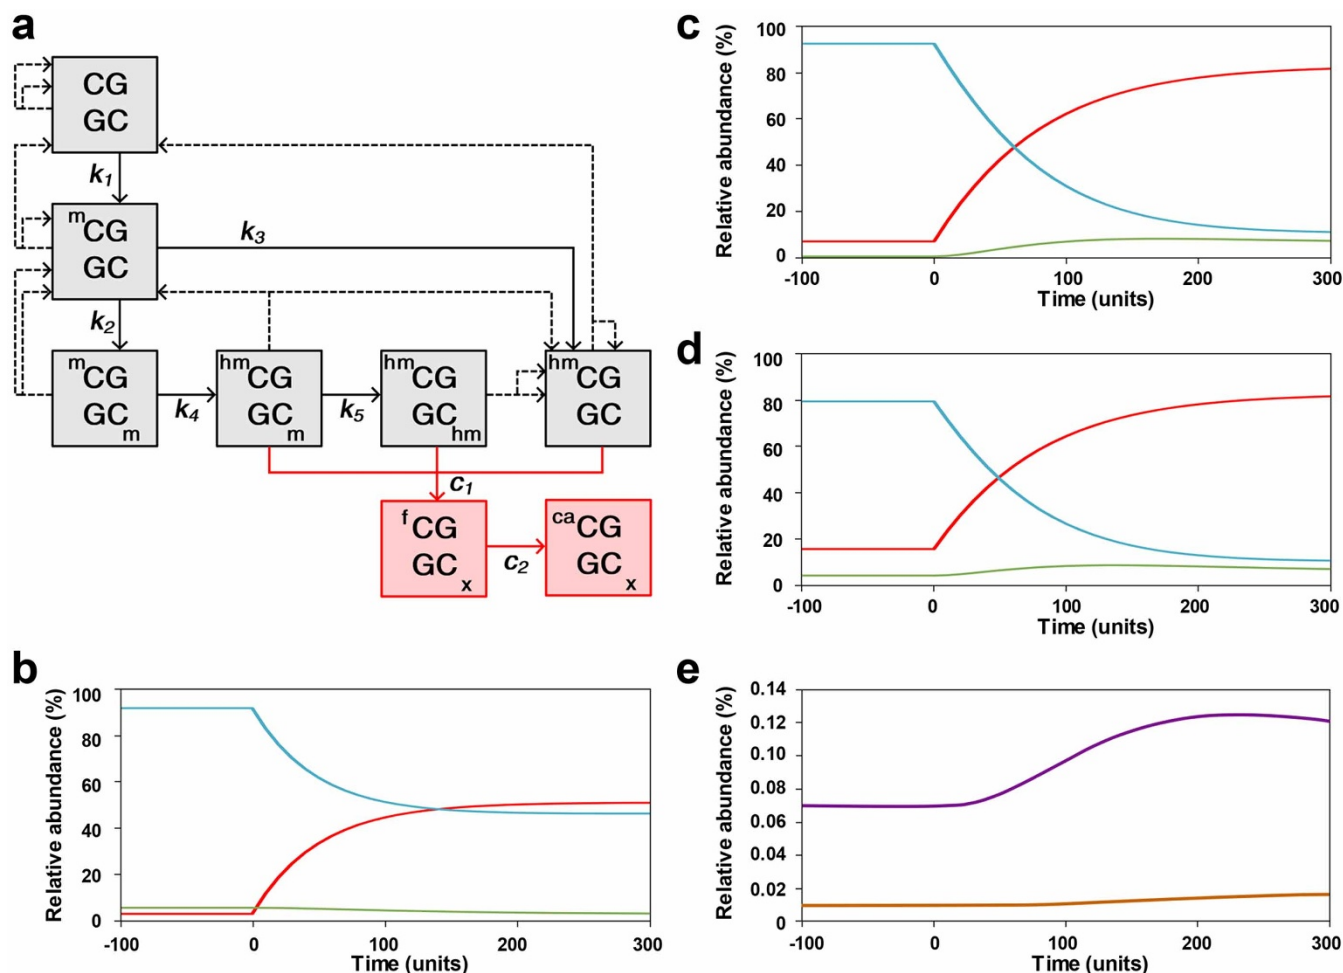 a
CG
GC
k1
mCG
GC
k3
k2
mCG
GCm
k4
hmCG
GCm
k5
hmCG
GChm
hmCG
GC
c1
fCG
GCx
c2
caCG
GCx
b
Relative abundance (%)
100
80
60
40
20
0
-100
0
100
200
300
Time (units)
c
Relative abundance (%)
100
80
60
40
20
0
-100
0
100
200
300
Time (units)
d
Relative abundance (%)
100
80
60
40
20
0
-100
0
100
200
300
Time (units)
e
Relative abundance (%)
0.14
0.12
0.10
0.08
0.06
0.04
0.02
0
-100
0
100
200
300
Time (units)